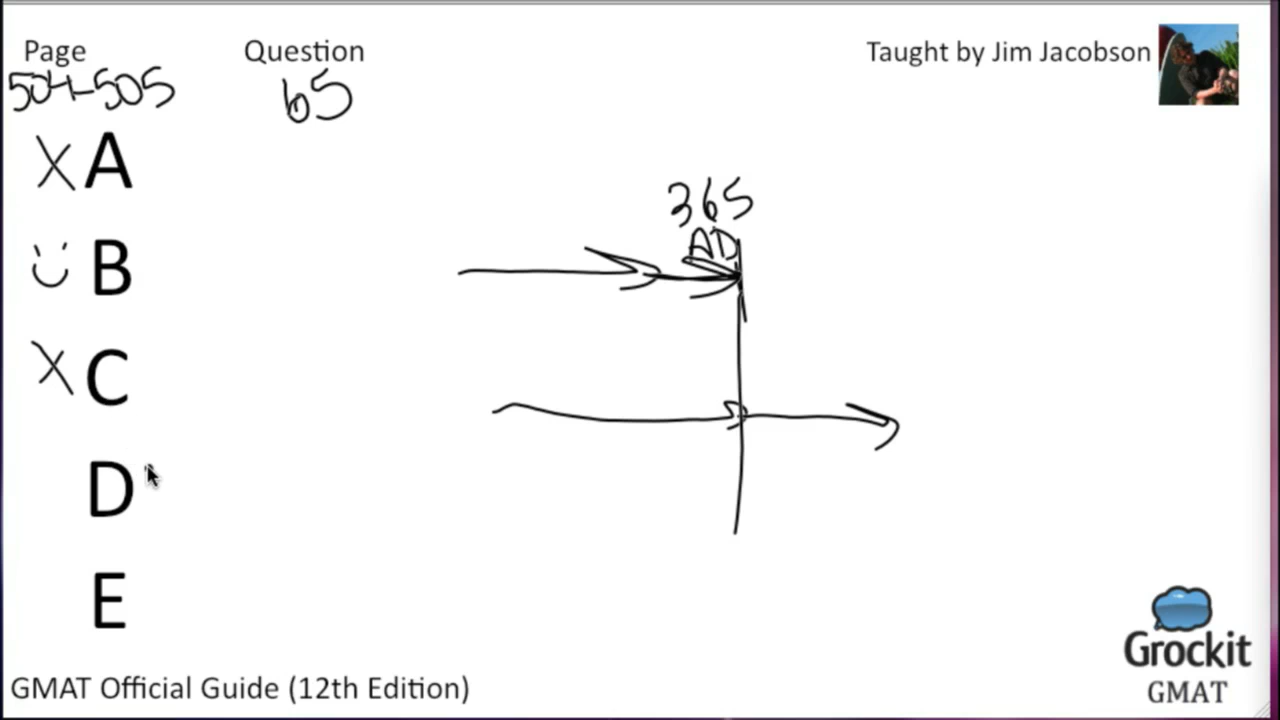 Page Question Taught by Jim Jacobson
504-505 65
X A
B
X C
D
E
365
AD
Grockit
GMAT
GMAT Official Guide (12th Edition)